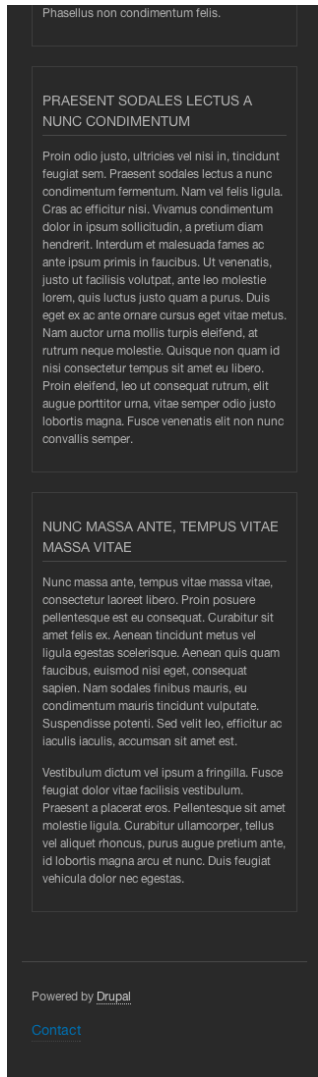 Phasellus non condimentum felis.
PRAESENT SODALES LECTUS A
NUNC CONDIMENTUM
Proin odio justo, ultricies vel nisi in, tincidunt
feugiat sem. Praesent sodales lectus a nunc
condimentum fermentum. Nam vel felis ligula.
Cras ac efficitur nisi. Vivamus condimentum
dolor in ipsum sollicitudin, a pretium diam
hendrerit. Interdum et malesuada fames ac
ante ipsum primis in faucibus. Ut venenatis,
justo ut facilisis volutpat, ante leo molestie
lorem, quis luctus justo quam a purus. Duis
eget ex ac ante ornare cursus eget vitae metus.
Nam auctor urna mollis turpis eleifend, at
rutrum neque molestie. Quisque non quam id
nisi consectetur tempus sit amet eu libero.
Proin eleifend, leo ut consequat rutrum, elit
augue porttitor urna, vitae semper odio justo
lobortis magna. Fusce venenatis elit non nunc
convallis semper.
NUNC MASSA ANTE, TEMPUS VITAE
MASSA VITAE
Nunc massa ante, tempus vitae massa vitae,
consectetur laoreet libero. Proin posuere
pellentesque est eu consequat. Curabitur sit
amet felis ex. Aenean tincidunt metus vel
ligula egestas scelerisque. Aenean quis quam
faucibus, euismod nisi eget, consequat
sapien. Nam sodales finibus mauris, eu
condimentum mauris tincidunt vulputate.
Suspendisse potenti. Sed velit leo, efficitur ac
iaculis iaculis, accumsan sit amet est.
Vestibulum dictum vel ipsum a fringilla. Fusce
feugiat dolor vitae facilisis vestibulum.
Praesent a placerat eros. Pellentesque sit amet
molestie ligula. Curabitur ullamcorper, tellus
vel aliquet rhoncus, purus augue pretium ante,
id lobortis magna arcu et nunc. Duis feugiat
vehicula dolor nec egestas.
Powered by Drupal
Contact